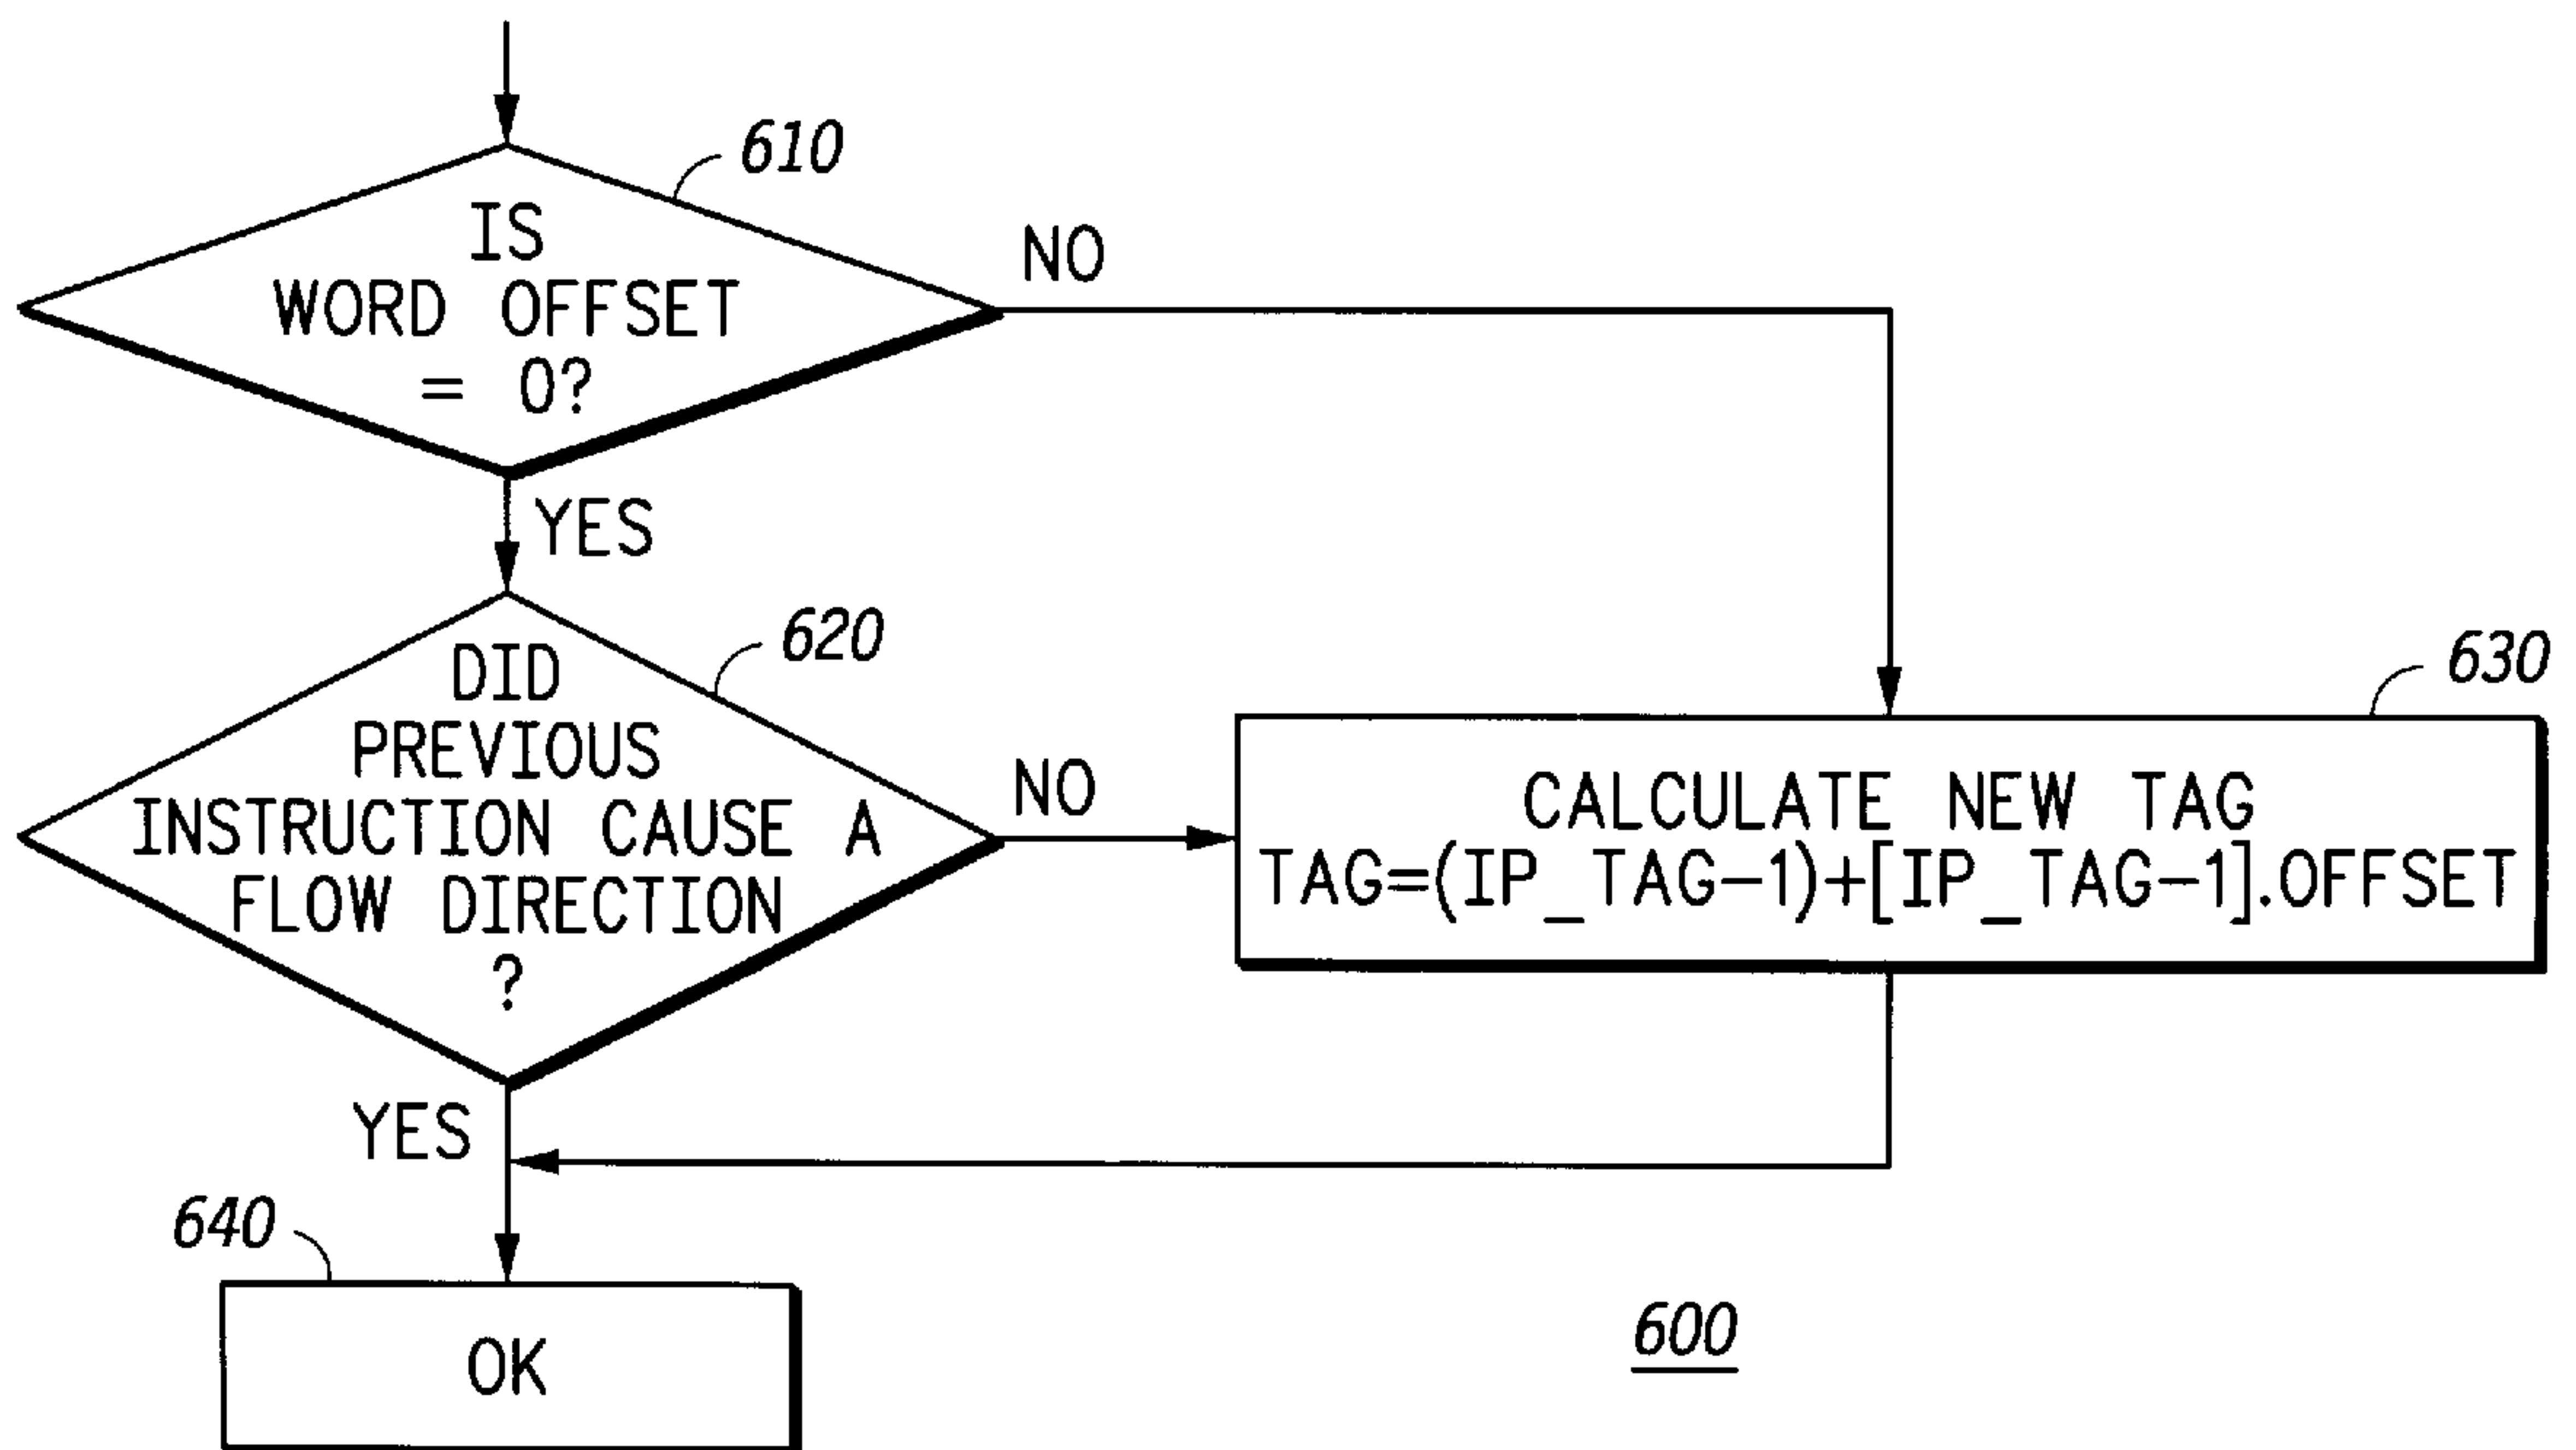 610
IS
WORD OFFSET
= 0?
NO
YES
620
DID
PREVIOUS
INSTRUCTION CAUSE A
FLOW DIRECTION
?
NO
YES
630
CALCULATE NEW TAG
TAG=(IP_TAG-1)+[IP_TAG-1].OFFSET
640
OK
600